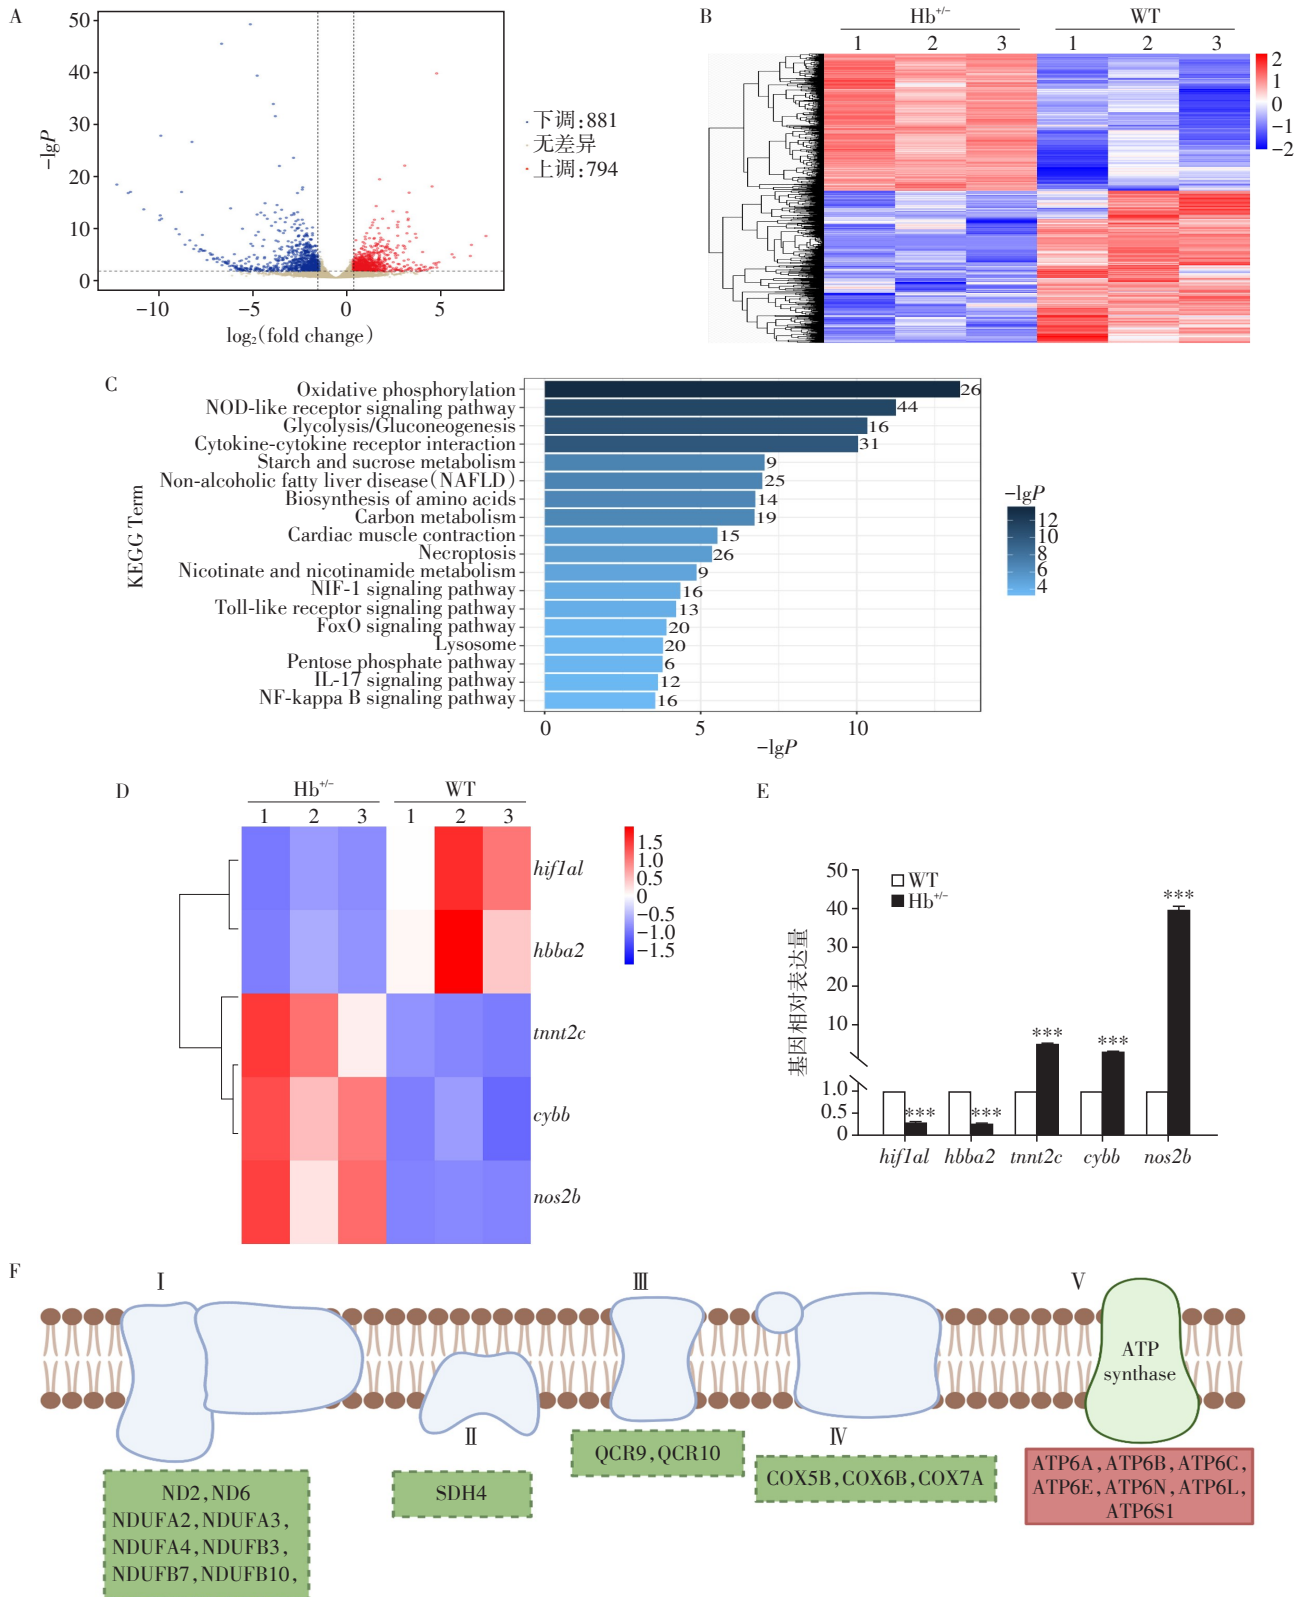 A
50
40
30
20
10
0
−lgP
−10
−5
0
5
log₂(fold change)
下调:881
无差异
上调:794
B
Hb+/−
WT
1 2 3 1 2 3
2
1
0
−1
−2
C
KEGG Term
Oxidative phosphorylation 26
NOD-like receptor signaling pathway 44
Glycolysis/Gluconeogenesis 16
Cytokine-cytokine receptor interaction 31
Starch and sucrose metabolism 9
Non-alcoholic fatty liver disease(NAFLD) 25
Biosynthesis of amino acids 14
Carbon metabolism 19
Cardiac muscle contraction 15
Necroptosis 26
Nicotinate and nicotinamide metabolism 9
NIF-1 signaling pathway 16
Toll-like receptor signaling pathway 13
FoxO signaling pathway 20
Lysosome 20
Pentose phosphate pathway 6
IL-17 signaling pathway 12
NF-kappa B signaling pathway 16
0 5 10
−lgP
−lgP
12
10
8
6
4
D
Hb+/−
WT
1 2 3 1 2 3
hif1al
hbba2
tnnt2c
cybb
nos2b
1.5
1.0
0.5
0
−0.5
−1.0
−1.5
E
基因相对表达量
50
40
30
20
10
1.0
0.5
0
WT
Hb+/−
*** *** *** *** ***
hif1al hbba2 tnnt2c cybb nos2b
F
Ⅰ
Ⅲ
Ⅴ
ATP
synthase
Ⅱ
Ⅳ
ND2,ND6
NDUFA2,NDUFA3,
NDUFA4,NDUFB3,
NDUFB7,NDUFB10,
SDH4
QCR9,QCR10
COX5B,COX6B,COX7A
ATP6A,ATP6B,ATP6C,
ATP6E,ATP6N,ATP6L,
ATP6S1